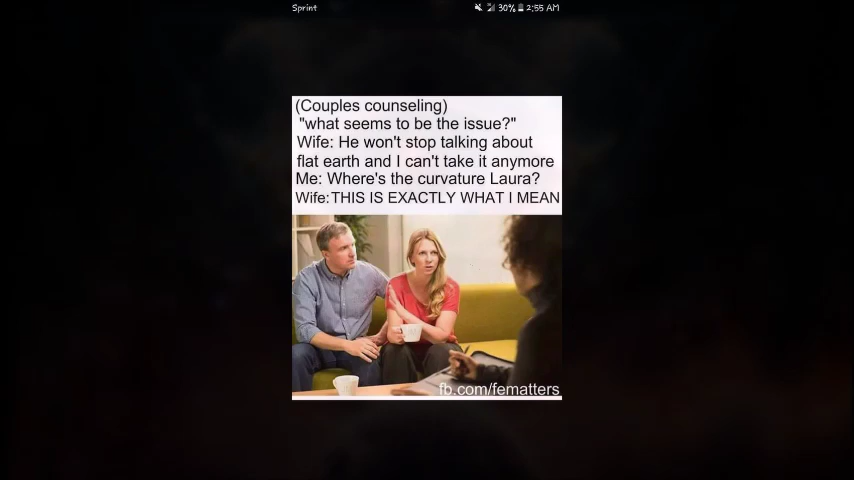 Sprint 30% 2:55 AM
(Couples counseling)
"what seems to be the issue?"
Wife: He won't stop talking about
flat earth and I can't take it anymore
Me: Where's the curvature Laura?
Wife: THIS IS EXACTLY WHAT I MEAN
fb.com/fematters